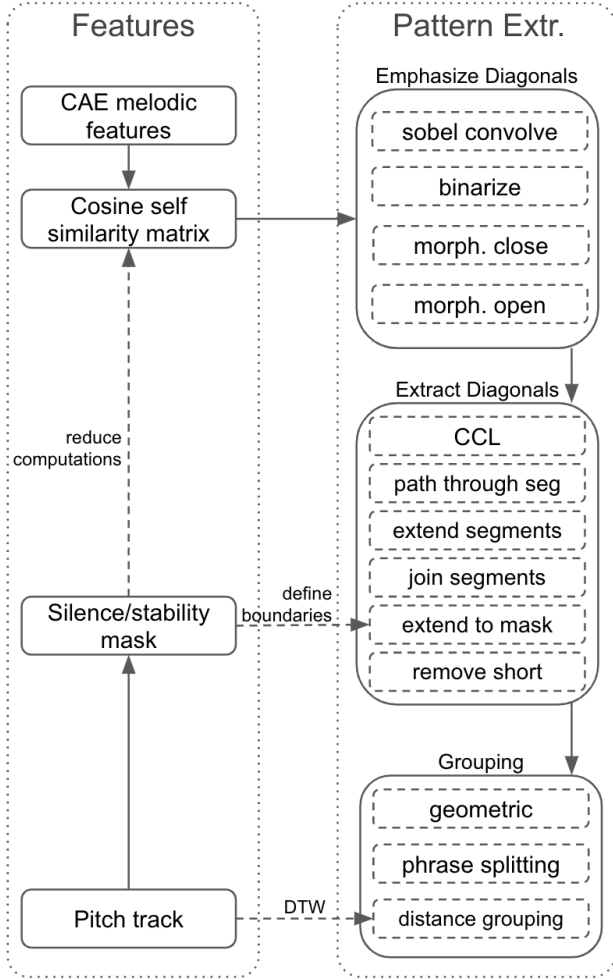 Features
CAE melodic
features
Cosine self
similarity matrix
reduce
computations
Silence/stability
mask
Pitch track
define
boundaries
DTW
Pattern Extr.
Emphasize Diagonals
sobel convolve
binarize
morph. close
morph. open
Extract Diagonals
CCL
path through seg
extend segments
join segments
extend to mask
remove short
Grouping
geometric
phrase splitting
distance grouping